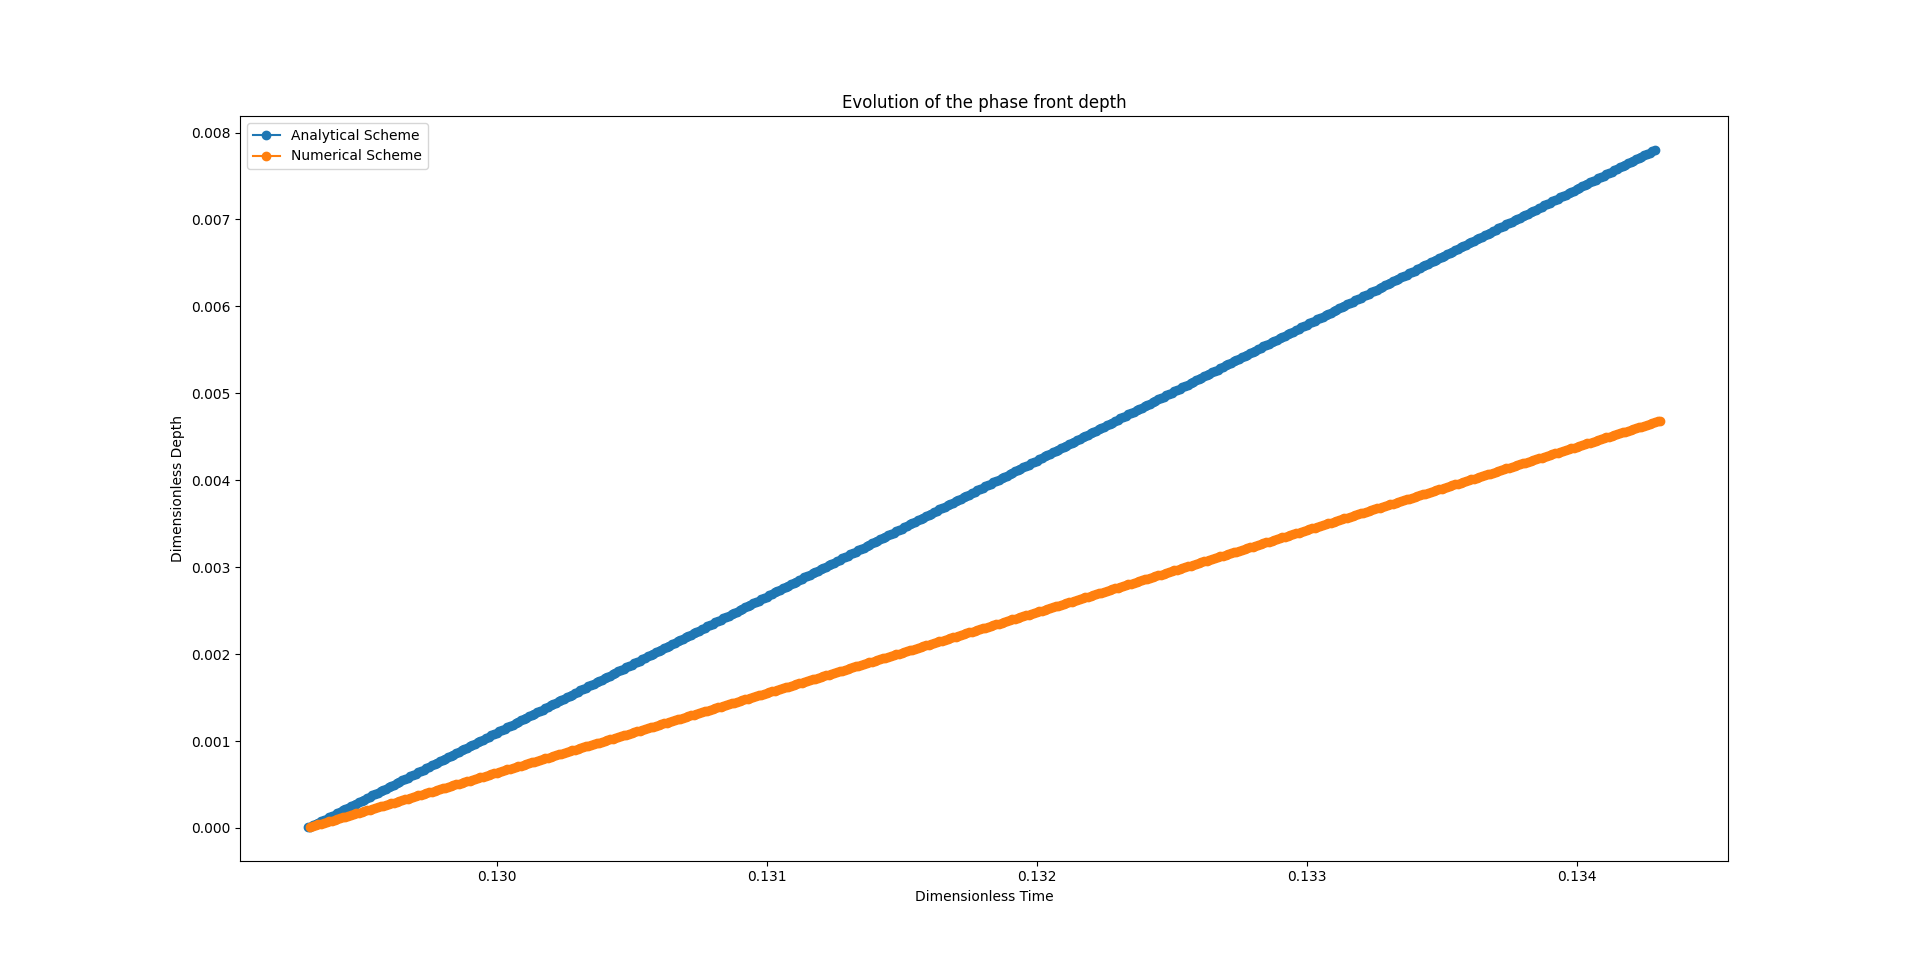 Evolution of the phase front depth
Analytical Scheme
Numerical Scheme
0.008
0.007
0.006
0.005
0.004
0.003
0.002
0.001
0.000
Dimensionless Depth
0.130 0.131 0.132 0.133 0.134
Dimensionless Time